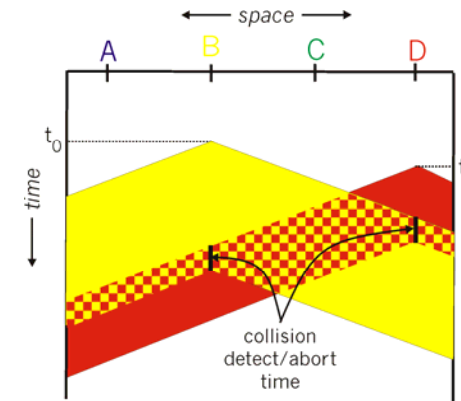 space
A B C D
t0
t
time
collision
detect/abort
time